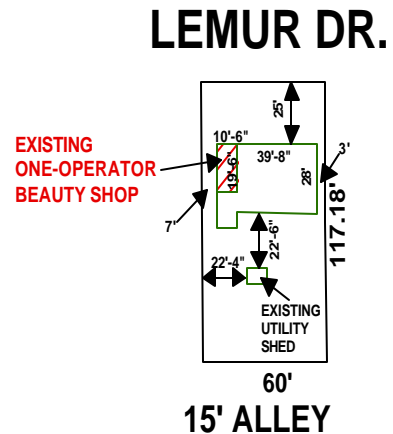 LEMUR DR.
25'
10'-6"
EXISTING
ONE-OPERATOR
BEAUTY SHOP
19'-6"
39'-8"
28'
3'
117.18'
7'
22'-6"
22'-4"
EXISTING
UTILITY
SHED
60'
15' ALLEY